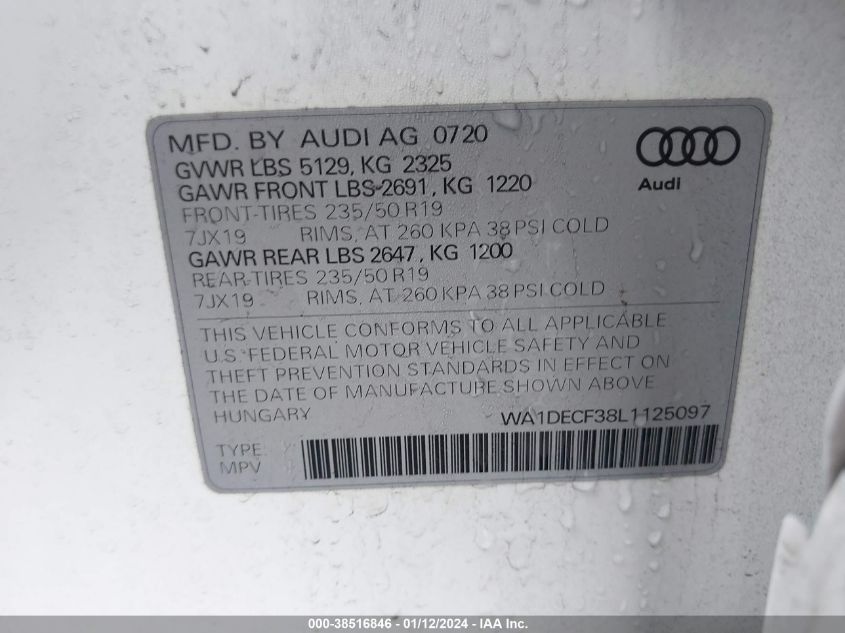 MFD. BY AUDI AG 0720
GVWR LBS 5129, KG 2325
GAWR FRONT LBS 2691, KG 1220
FRONT-TIRES 235/50 R19
7JX19 RIMS, AT 260 KPA 38 PSI COLD
GAWR REAR LBS 2647, KG 1200
REAR-TIRES 235/50 R19
7JX19 RIMS, AT 260 KPA 38 PSI COLD
Audi
THIS VEHICLE CONFORMS TO ALL APPLICABLE
U.S. FEDERAL MOTOR VEHICLE SAFETY AND
THEFT PREVENTION STANDARDS IN EFFECT ON
THE DATE OF MANUFACTURE SHOWN ABOVE
HUNGARY WA1DECF38L1125097
TYPE:
MPV
000-38516846 - 01/12/2024 - IAA Inc.